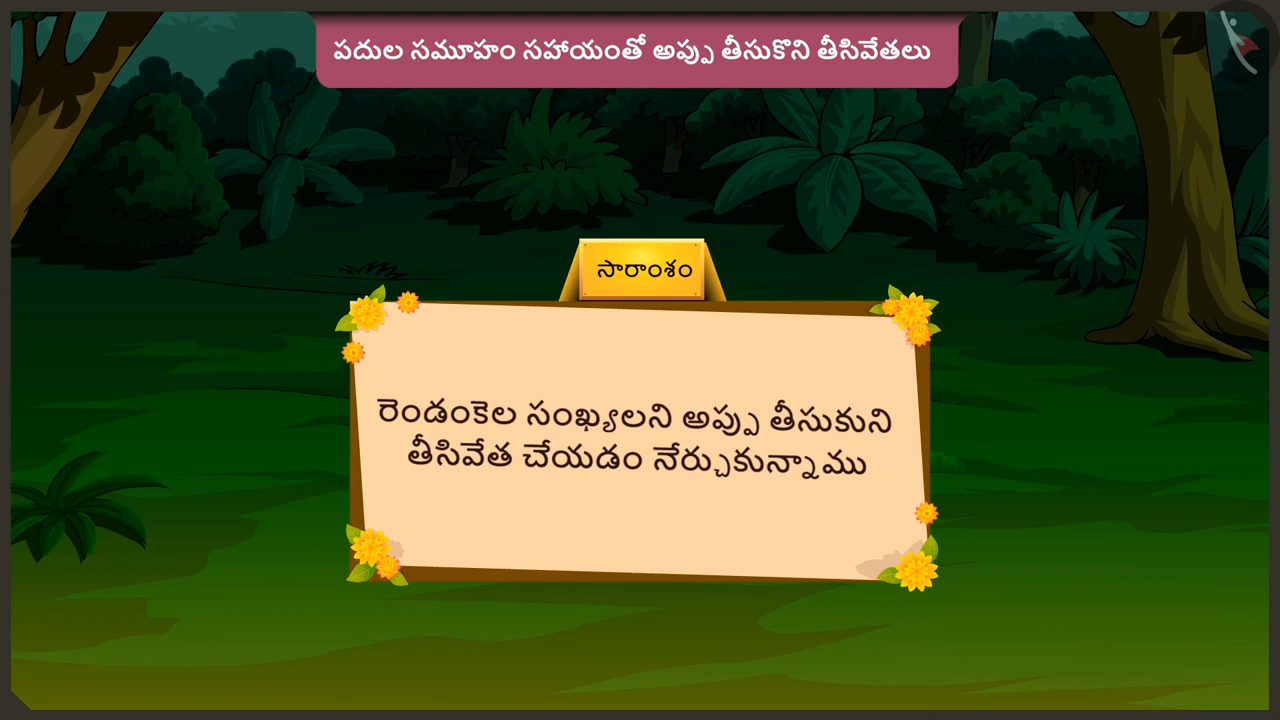 పదుల సమూహం సహాయంతో అప్పు తీసుకొని తీసివేతలు
సారాంశం
రెండంకెల సంఖ్యలని అప్పు తీసుకుని
తీసివేత చేయడం నేర్చుకున్నాము